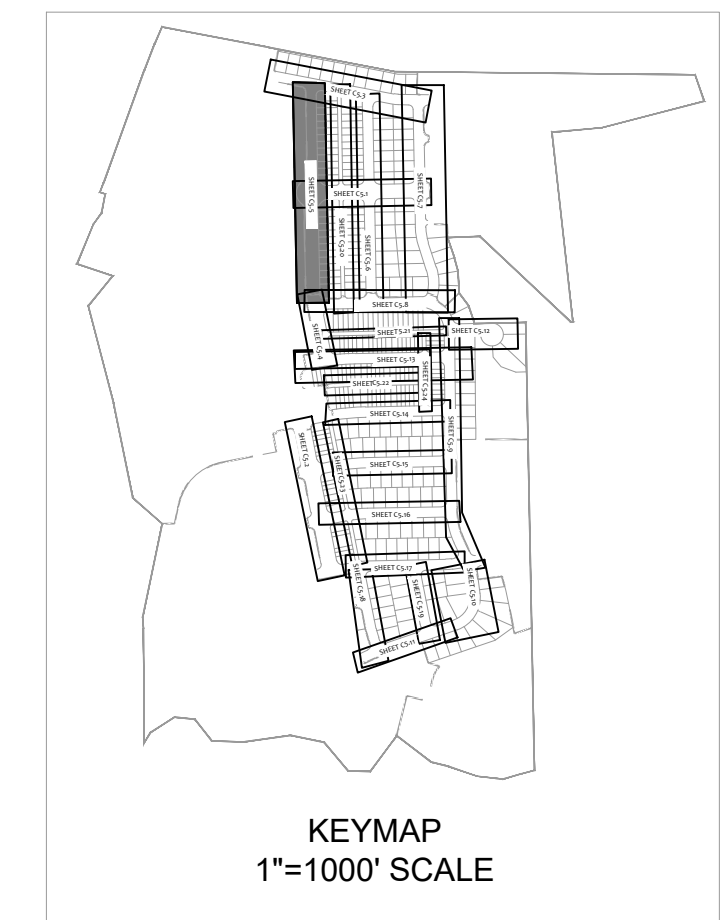 SHEET C5.3
SHEET C5.5
SHEET C5.1
SHEET C5.7
SHEET C5.20
SHEET C5.6
SHEET C5.8
SHEET C5.4
SHEET5.21
SHEET C5.12
SHEET C5.13
SHEET C5.22
SHEET C5.24
SHEET C5.14
SHEET C5.9
SHEET C5.2
SHEET C5.23
SHEET C5.15
SHEET C5.16
SHEET C5.17
SHEET C5.18
SHEET C5.19
SHEET C5.10
SHEET C5.11
KEYMAP
1"=1000' SCALE